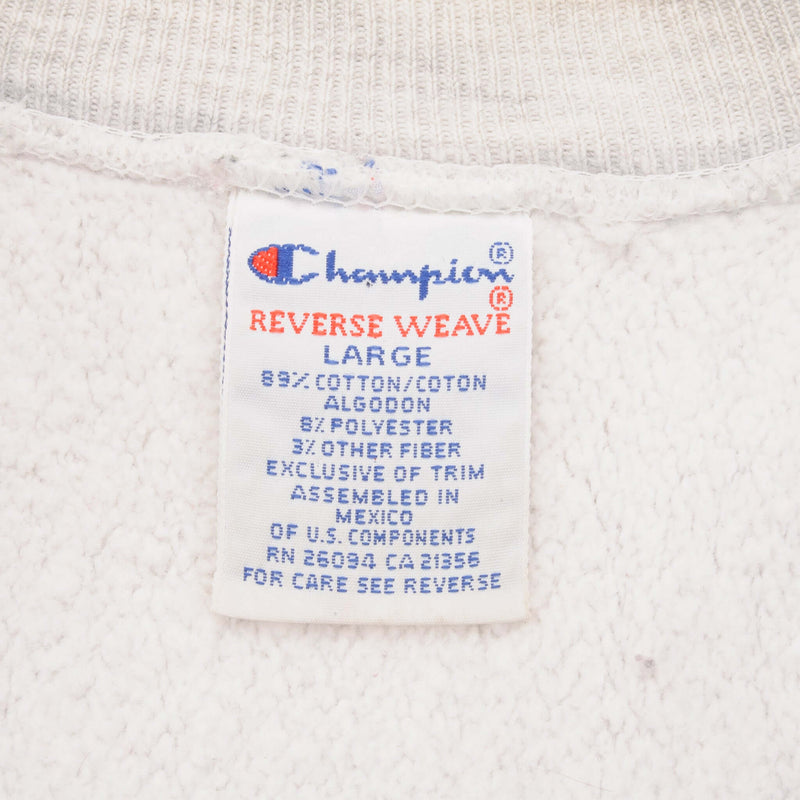 Champion®
REVERSE WEAVE®
LARGE
89% COTTON/COTON
ALGODON
8% POLYESTER
3% OTHER FIBER
EXCLUSIVE OF TRIM
ASSEMBLED IN
MEXICO
OF U.S. COMPONENTS
RN 26094 CA 21356
FOR CARE SEE REVERSE